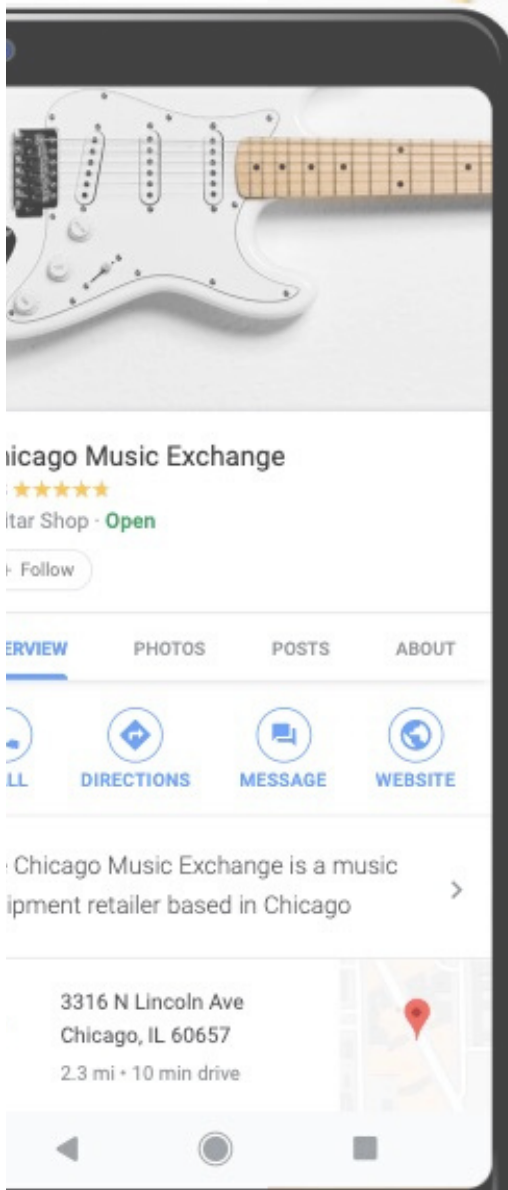 hicago Music Exchange
itar Shop · Open
+ Follow
ERVIEW PHOTOS POSTS ABOUT
LL DIRECTIONS MESSAGE WEBSITE
Chicago Music Exchange is a music
ipment retailer based in Chicago
3316 N Lincoln Ave
Chicago, IL 60657
2.3 mi • 10 min drive